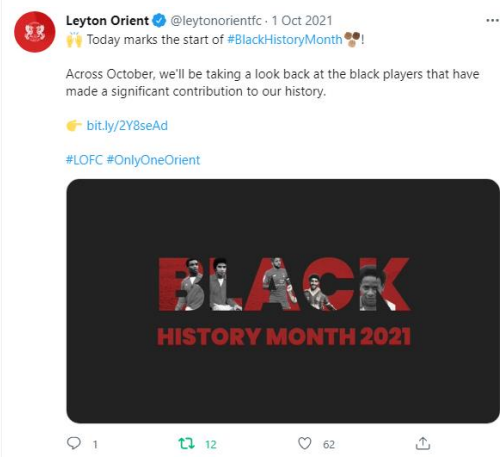 Leyton Orient @leytonorientfc · 1 Oct 2021
🙌 Today marks the start of #BlackHistoryMonth!
Across October, we'll be taking a look back at the black players that have
made a significant contribution to our history.
👉 bit.ly/2Y8seAd
#LOFC #OnlyOneOrient
BLACK
HISTORY MONTH 2021
1 12 62